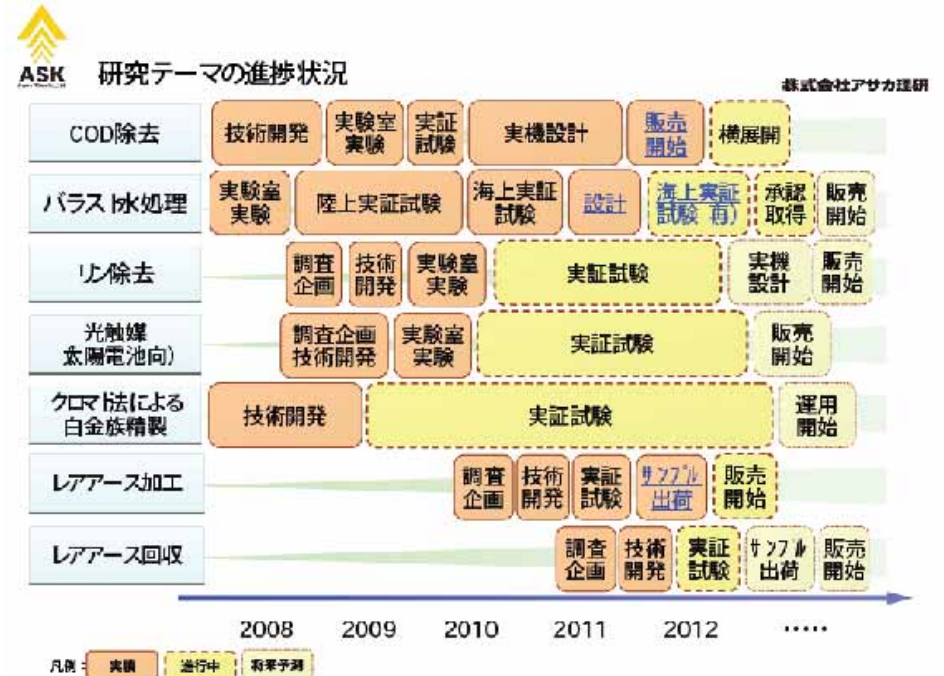 ASK
研究テーマの進捗状況
株式会社アサカ理研
COD除去
技術開発
実験室
実験
実証
試験
実機設計
販売
開始
横展開
バラスト水処理
実験室
実験
陸上実証試験
海上実証
試験
設計
海上実証
試験 再)
承認
取得
販売
開始
リン除去
調査
企画
技術
開発
実験室
実験
実証試験
実機
設計
販売
開始
光触媒
太陽電池向)
調査企画
技術開発
実験室
実験
実証試験
販売
開始
クロマト法による
白金族精製
技術開発
実証試験
運用
開始
レアアース加工
調査
企画
技術
開発
実証
試験
サンプル
出荷
販売
開始
レアアース回収
調査
企画
技術
開発
実証
試験
サンプル
出荷
販売
開始
2008 2009 2010 2011 2012 ‥‥‥
凡例: 実績 進行中 将来予測